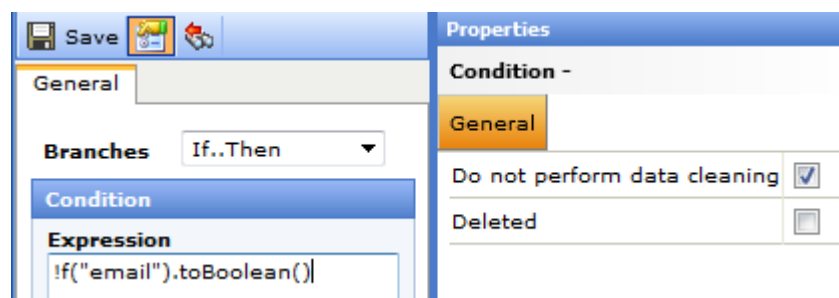 Save
General
Branches If..Then
Condition
Expression
!f("email").toBoolean()
Properties
Condition -
General
Do not perform data cleaning
Deleted